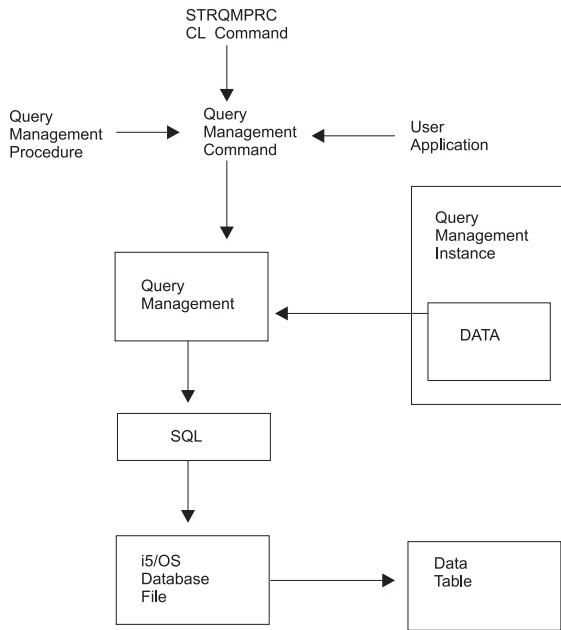 STRQMPRC
CL Command
Query
Management
Procedure
Query
Management
Command
User
Application
Query
Management
Instance
Query
Management
DATA
SQL
i5/OS
Database
File
Data
Table